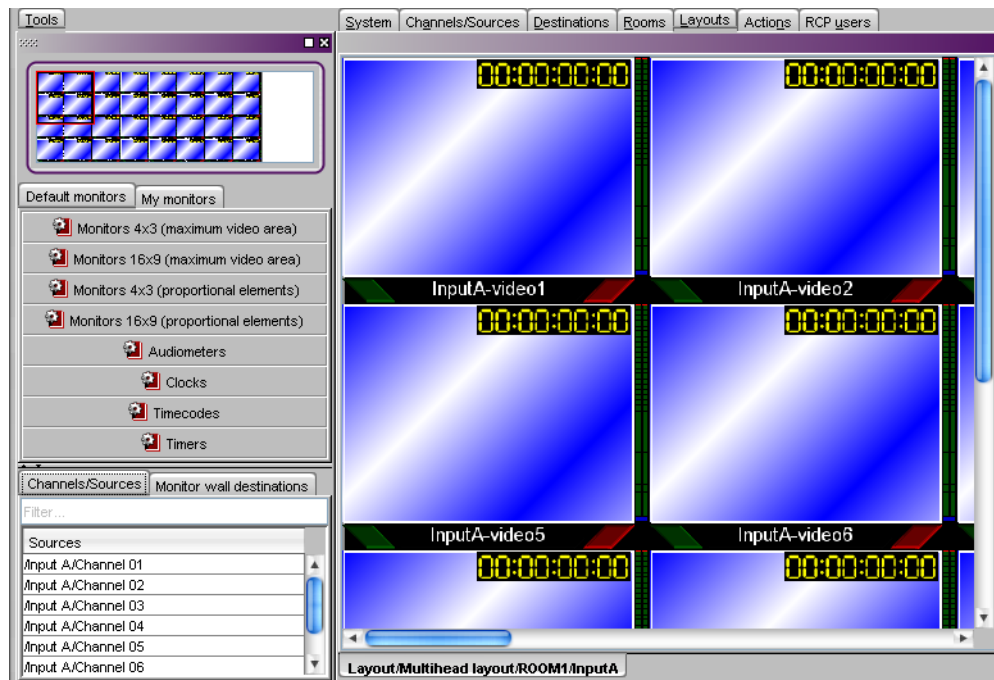 Tools
System Channels/Sources Destinations Rooms Layouts Actions RCP users
Default monitors My monitors
Monitors 4x3 (maximum video area)
Monitors 16x9 (maximum video area)
Monitors 4x3 (proportional elements)
Monitors 16x9 (proportional elements)
Audiometers
Clocks
Timecodes
Timers
Channels/Sources Monitor wall destinations
Filter...
Sources
/Input A/Channel 01
/Input A/Channel 02
/Input A/Channel 03
/Input A/Channel 04
/Input A/Channel 05
/Input A/Channel 06
00:00:00:00 00:00:00:00
InputA-video1 InputA-video2
00:00:00:00 00:00:00:00
InputA-video5 InputA-video6
00:00:00:00 00:00:00:00
Layout/Multihead layout/ROOM1/InputA